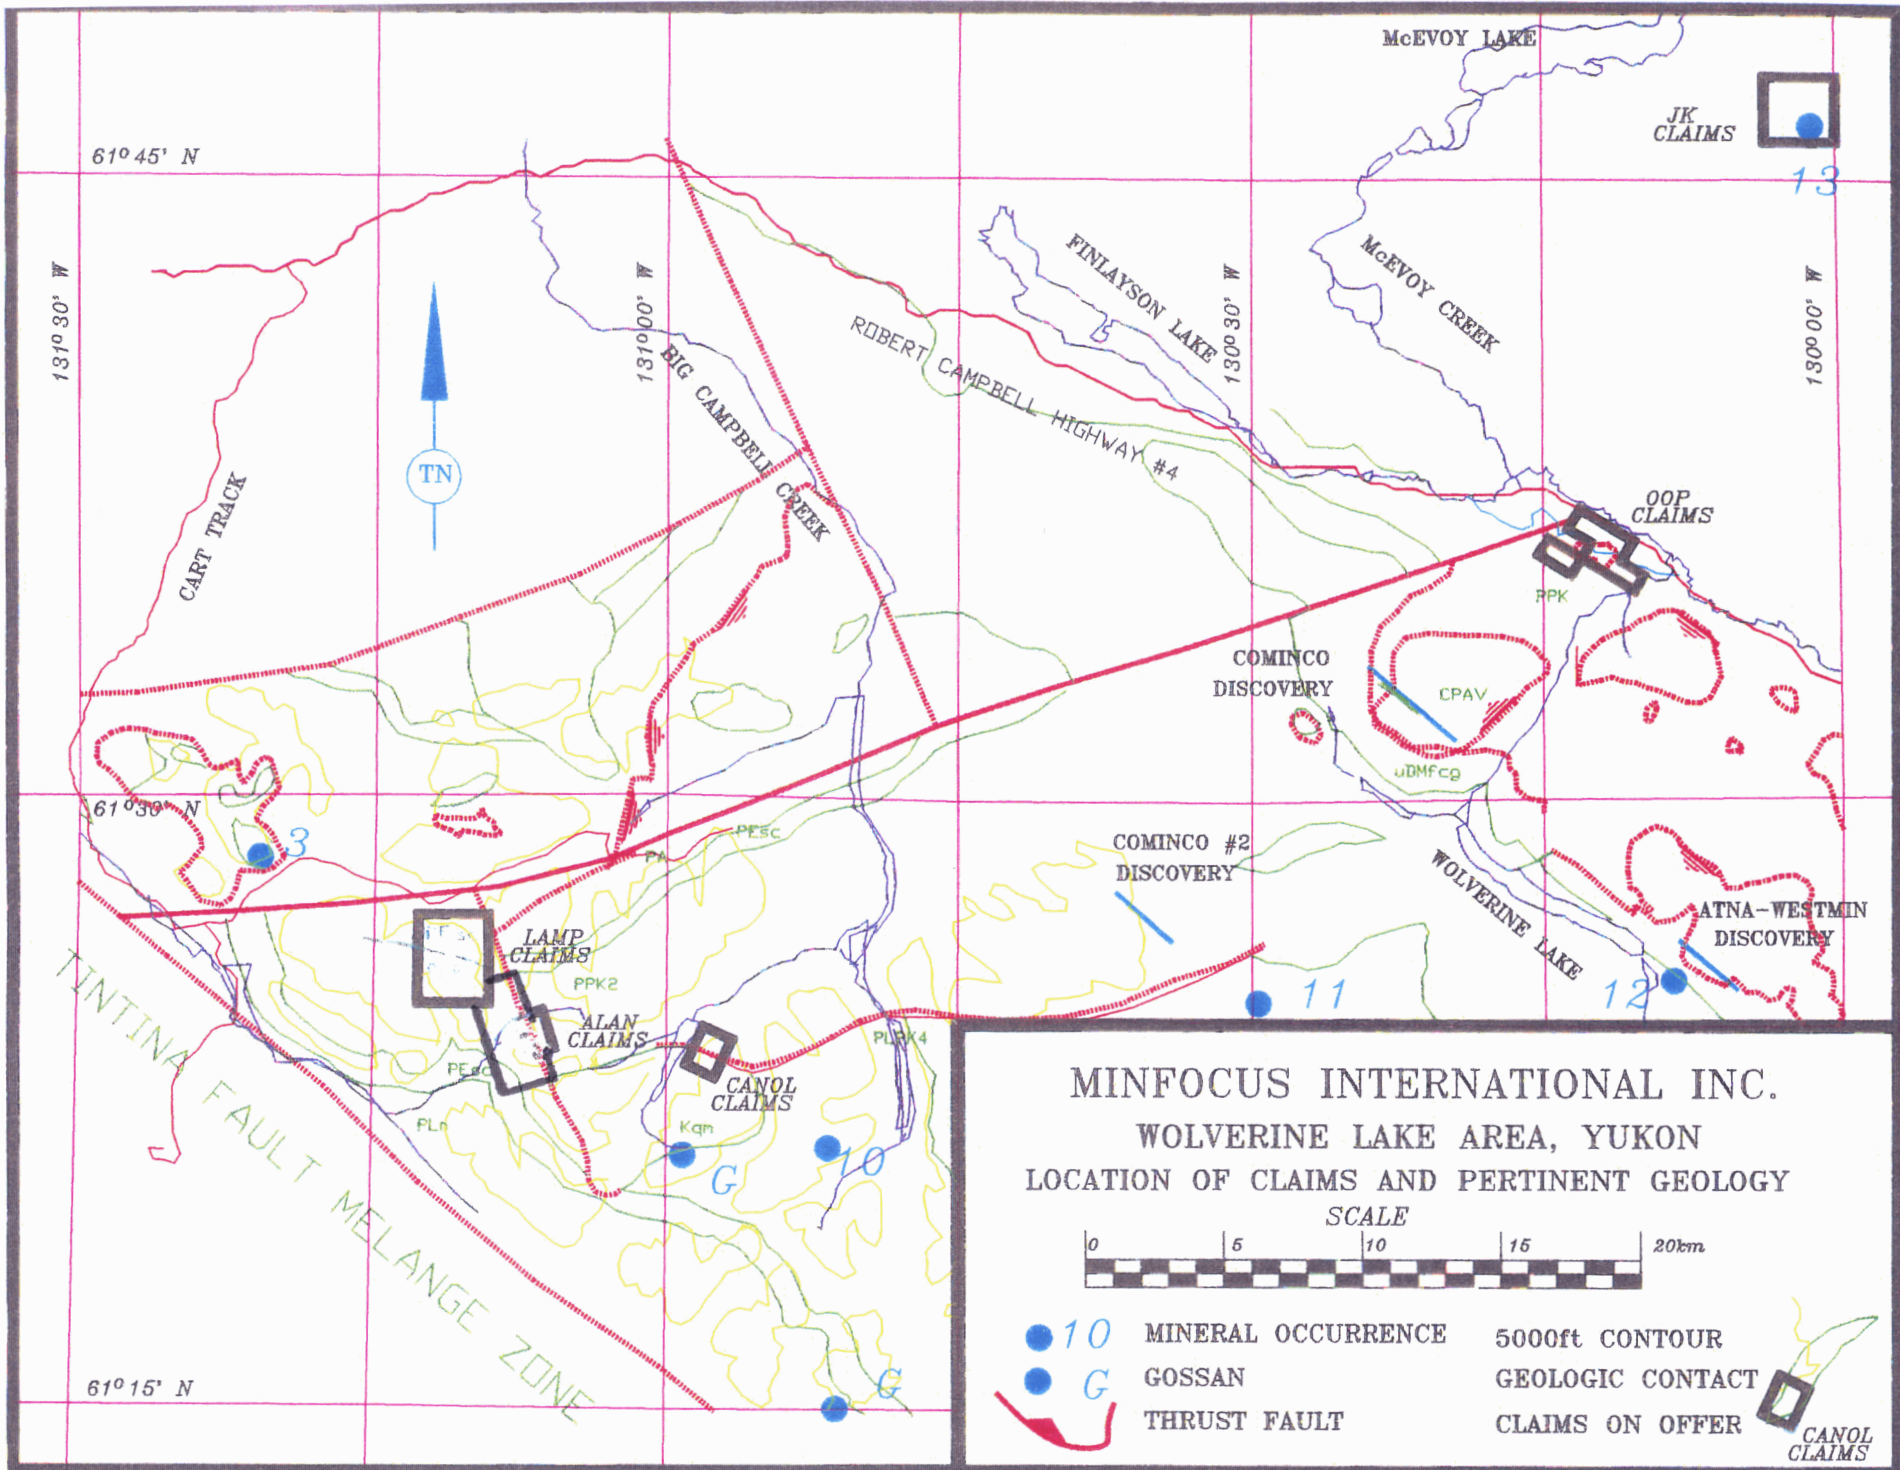 McEVOY LAKE
JK
CLAIMS
13
61° 45' N
131° 30' W
131° 00' W
130° 30' W
130° 00' W
FINLAYSON LAKE
McEVOY CREEK
ROBERT CAMPBELL HIGHWAY #4
BIG CAMPBELL
CREEK
TN
CART TRACK
OOP
CLAIMS
PPK
COMINCO
DISCOVERY
CPAV
uDMfcg
61° 30' N
3
PEsc
PA
COMINCO #2
DISCOVERY
WOLVERINE LAKE
ATNA-WESTMIN
DISCOVERY
LAMP
CLAIMS
PPK2
11
12
ALAN
CLAIMS
PLPK4
CANOL
CLAIMS
PLn
Kqm
10
G
TINTINA FAULT MELANGE ZONE
61° 15' N
G
MINFOCUS INTERNATIONAL INC.
WOLVERINE LAKE AREA, YUKON
LOCATION OF CLAIMS AND PERTINENT GEOLOGY
SCALE
0 5 10 15 20km
10 MINERAL OCCURRENCE 5000ft CONTOUR
G GOSSAN GEOLOGIC CONTACT
THRUST FAULT CLAIMS ON OFFER
CANOL
CLAIMS